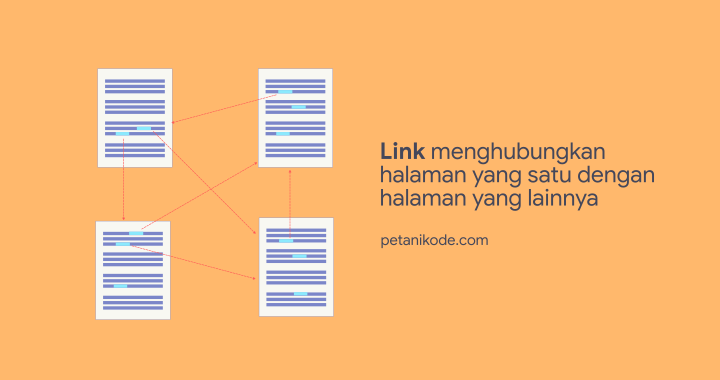 Link menghubungkan
halaman yang satu dengan
halaman yang lainnya
petanikode.com